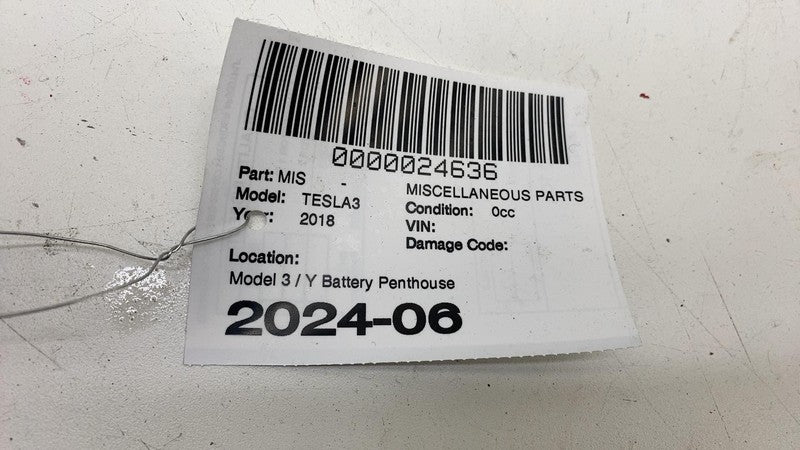 0000024636
Part: MIS - MISCELLANEOUS PARTS
Model: TESLA3 Condition: 0cc
2018 VIN:
Damage Code:
Location:
Model 3 / Y Battery Penthouse
2024-06